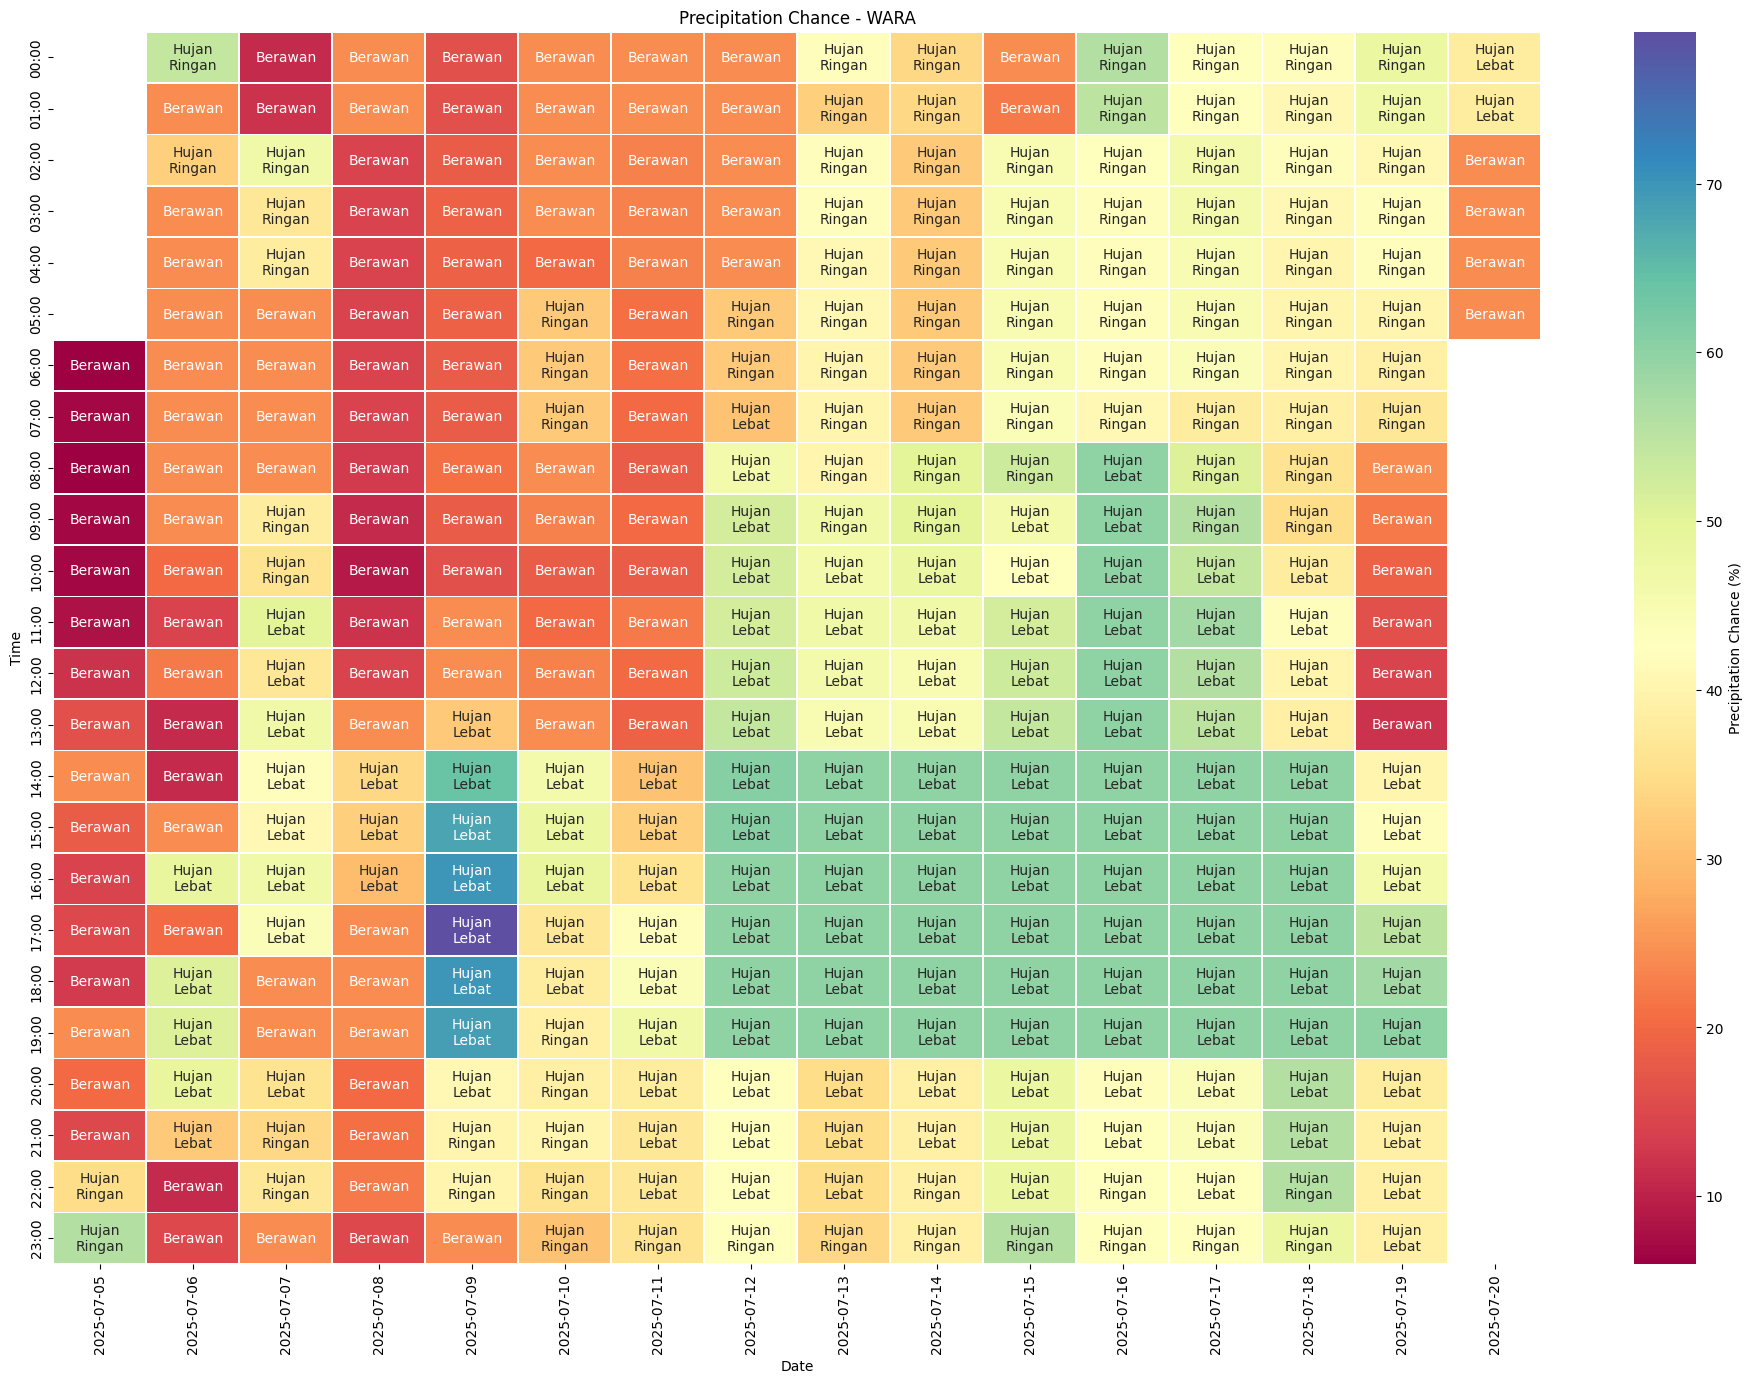 Precipitation Chance - WARA
00:00 Hujan Ringan Berawan Berawan Berawan Berawan Berawan Berawan Hujan Ringan Hujan Ringan Berawan Hujan Ringan Hujan Ringan Hujan Ringan Hujan Ringan Hujan Lebat
01:00 Berawan Berawan Berawan Berawan Berawan Berawan Berawan Hujan Ringan Hujan Ringan Berawan Hujan Ringan Hujan Ringan Hujan Ringan Hujan Ringan Hujan Lebat
02:00 Hujan Ringan Hujan Ringan Berawan Berawan Berawan Berawan Berawan Hujan Ringan Hujan Ringan Hujan Ringan Hujan Ringan Hujan Ringan Hujan Ringan Hujan Ringan Berawan
03:00 Berawan Hujan Ringan Berawan Berawan Berawan Berawan Berawan Hujan Ringan Hujan Ringan Hujan Ringan Hujan Ringan Hujan Ringan Hujan Ringan Hujan Ringan Berawan
04:00 Berawan Hujan Ringan Berawan Berawan Berawan Berawan Berawan Hujan Ringan Hujan Ringan Hujan Ringan Hujan Ringan Hujan Ringan Hujan Ringan Hujan Ringan Berawan
05:00 Berawan Berawan Berawan Berawan Hujan Ringan Berawan Hujan Ringan Hujan Ringan Hujan Ringan Hujan Ringan Hujan Ringan Hujan Ringan Hujan Ringan Hujan Ringan Berawan
06:00 Berawan Berawan Berawan Berawan Berawan Hujan Ringan Berawan Hujan Ringan Hujan Ringan Hujan Ringan Hujan Ringan Hujan Ringan Hujan Ringan Hujan Ringan Hujan Ringan
07:00 Berawan Berawan Berawan Berawan Berawan Hujan Ringan Berawan Hujan Lebat Hujan Ringan Hujan Ringan Hujan Ringan Hujan Ringan Hujan Ringan Hujan Ringan Hujan Ringan
08:00 Berawan Berawan Berawan Berawan Berawan Berawan Berawan Hujan Lebat Hujan Ringan Hujan Ringan Hujan Ringan Hujan Lebat Hujan Ringan Hujan Ringan Berawan
09:00 Berawan Berawan Hujan Ringan Berawan Berawan Berawan Berawan Hujan Lebat Hujan Ringan Hujan Ringan Hujan Lebat Hujan Lebat Hujan Ringan Hujan Ringan Berawan
10:00 Berawan Berawan Hujan Ringan Berawan Berawan Berawan Berawan Hujan Lebat Hujan Lebat Hujan Lebat Hujan Lebat Hujan Lebat Hujan Lebat Hujan Lebat Berawan
11:00 Berawan Berawan Hujan Lebat Berawan Berawan Berawan Berawan Hujan Lebat Hujan Lebat Hujan Lebat Hujan Lebat Hujan Lebat Hujan Lebat Hujan Lebat Berawan
12:00 Berawan Berawan Hujan Lebat Berawan Berawan Berawan Berawan Hujan Lebat Hujan Lebat Hujan Lebat Hujan Lebat Hujan Lebat Hujan Lebat Hujan Lebat Berawan
13:00 Berawan Berawan Hujan Lebat Berawan Hujan Lebat Berawan Berawan Hujan Lebat Hujan Lebat Hujan Lebat Hujan Lebat Hujan Lebat Hujan Lebat Hujan Lebat Berawan
14:00 Berawan Berawan Hujan Lebat Hujan Lebat Hujan Lebat Hujan Lebat Hujan Lebat Hujan Lebat Hujan Lebat Hujan Lebat Hujan Lebat Hujan Lebat Hujan Lebat Hujan Lebat Hujan Lebat
15:00 Berawan Berawan Hujan Lebat Hujan Lebat Hujan Lebat Hujan Lebat Hujan Lebat Hujan Lebat Hujan Lebat Hujan Lebat Hujan Lebat Hujan Lebat Hujan Lebat Hujan Lebat Hujan Lebat
16:00 Berawan Hujan Lebat Hujan Lebat Hujan Lebat Hujan Lebat Hujan Lebat Hujan Lebat Hujan Lebat Hujan Lebat Hujan Lebat Hujan Lebat Hujan Lebat Hujan Lebat Hujan Lebat Hujan Lebat
17:00 Berawan Berawan Hujan Lebat Berawan Hujan Lebat Hujan Lebat Hujan Lebat Hujan Lebat Hujan Lebat Hujan Lebat Hujan Lebat Hujan Lebat Hujan Lebat Hujan Lebat Hujan Lebat
18:00 Berawan Hujan Lebat Berawan Berawan Hujan Lebat Hujan Lebat Hujan Lebat Hujan Lebat Hujan Lebat Hujan Lebat Hujan Lebat Hujan Lebat Hujan Lebat Hujan Lebat Hujan Lebat
19:00 Berawan Hujan Lebat Berawan Berawan Hujan Lebat Hujan Ringan Hujan Lebat Hujan Lebat Hujan Lebat Hujan Lebat Hujan Lebat Hujan Lebat Hujan Lebat Hujan Lebat Hujan Lebat
20:00 Berawan Hujan Lebat Hujan Lebat Berawan Hujan Lebat Hujan Ringan Hujan Lebat Hujan Lebat Hujan Lebat Hujan Lebat Hujan Lebat Hujan Lebat Hujan Lebat Hujan Lebat Hujan Lebat
21:00 Berawan Hujan Lebat Hujan Ringan Berawan Hujan Ringan Hujan Ringan Hujan Lebat Hujan Lebat Hujan Lebat Hujan Lebat Hujan Lebat Hujan Lebat Hujan Lebat Hujan Lebat Hujan Lebat
22:00 Hujan Ringan Berawan Hujan Ringan Berawan Hujan Ringan Hujan Ringan Hujan Lebat Hujan Lebat Hujan Lebat Hujan Ringan Hujan Lebat Hujan Ringan Hujan Lebat Hujan Ringan Hujan Lebat
23:00 Hujan Ringan Berawan Berawan Berawan Berawan Hujan Ringan Hujan Ringan Hujan Ringan Hujan Ringan Hujan Ringan Hujan Ringan Hujan Ringan Hujan Ringan Hujan Ringan Hujan Lebat
Time
2025-07-05 2025-07-06 2025-07-07 2025-07-08 2025-07-09 2025-07-10 2025-07-11 2025-07-12 2025-07-13 2025-07-14 2025-07-15 2025-07-16 2025-07-17 2025-07-18 2025-07-19 2025-07-20
Date
70
60
50
40
30
20
10
Precipitation Chance (%)